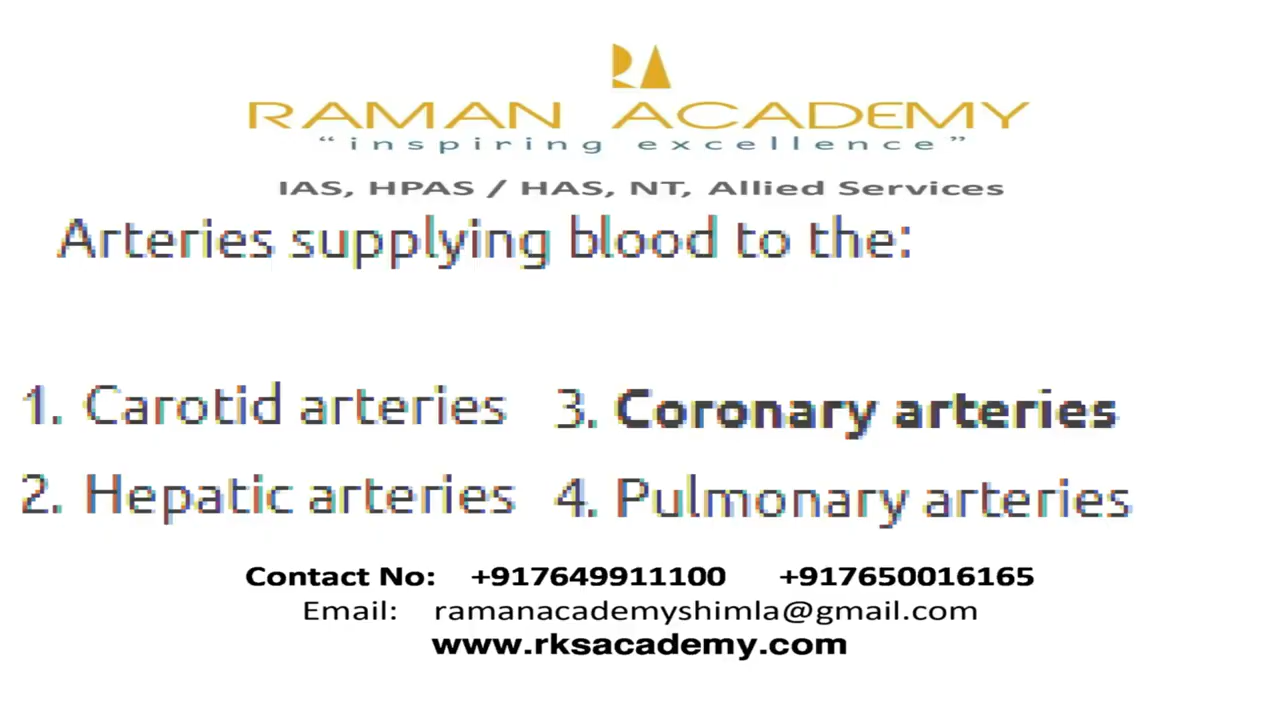 RA
RAMAN ACADEMY
“inspiring excellence”
IAS, HPAS / HAS, NT, Allied Services
Arteries supplying blood to the:
1. Carotid arteries
2. Hepatic arteries
3. Coronary arteries
4. Pulmonary arteries
Contact No: +917649911100 +917650016165
Email: ramanacademyshimla@gmail.com
www.rksacademy.com